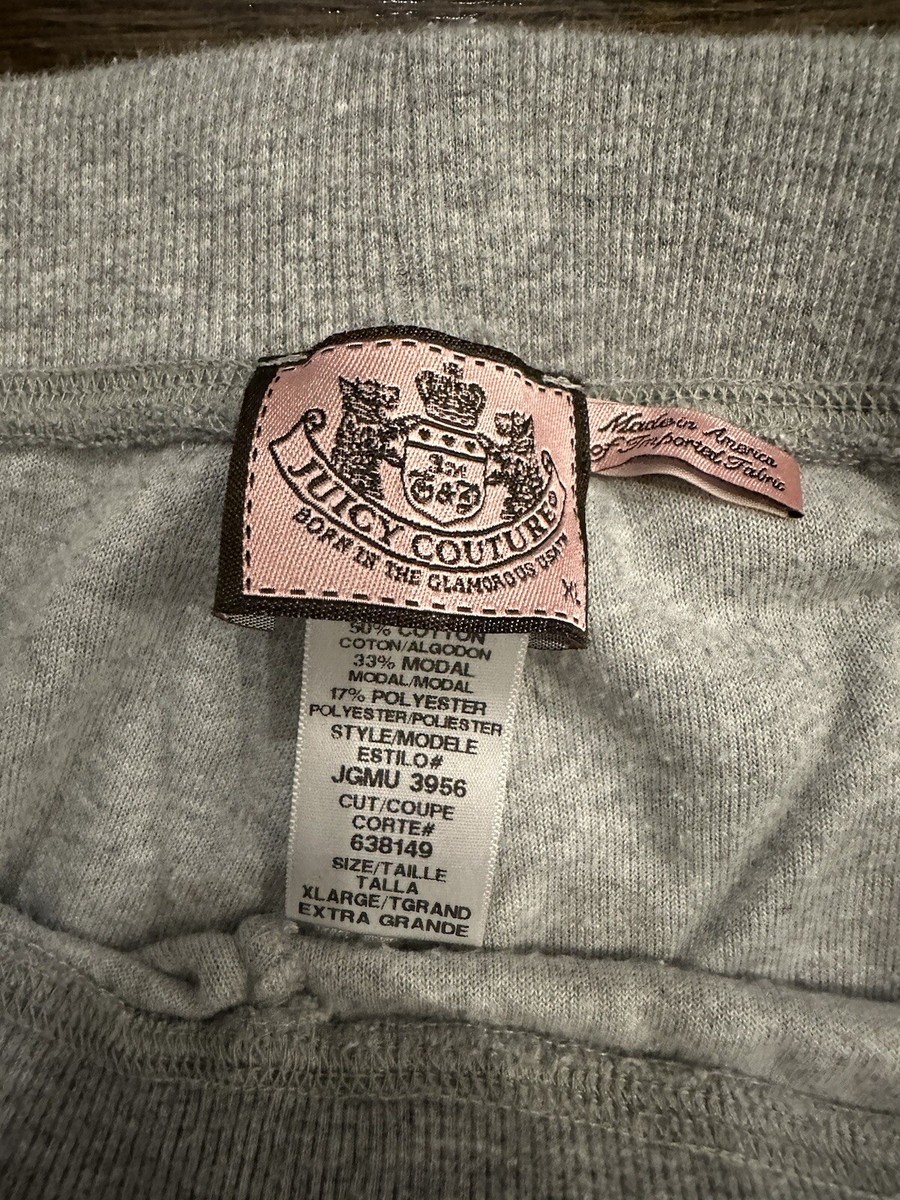 JUICY COUTURE
BORN IN THE GLAMOROUS USA
XL
Made in America
of Imported Fabric
50% COTTON
COTON/ALGODON
33% MODAL
MODAL/MODAL
17% POLYESTER
POLYESTER/POLIESTER
STYLE/MODELE
ESTILO#
JGMU 3956
CUT/COUPE
CORTE#
638149
SIZE/TAILLE
TALLA
XLARGE/TGRAND
EXTRA GRANDE